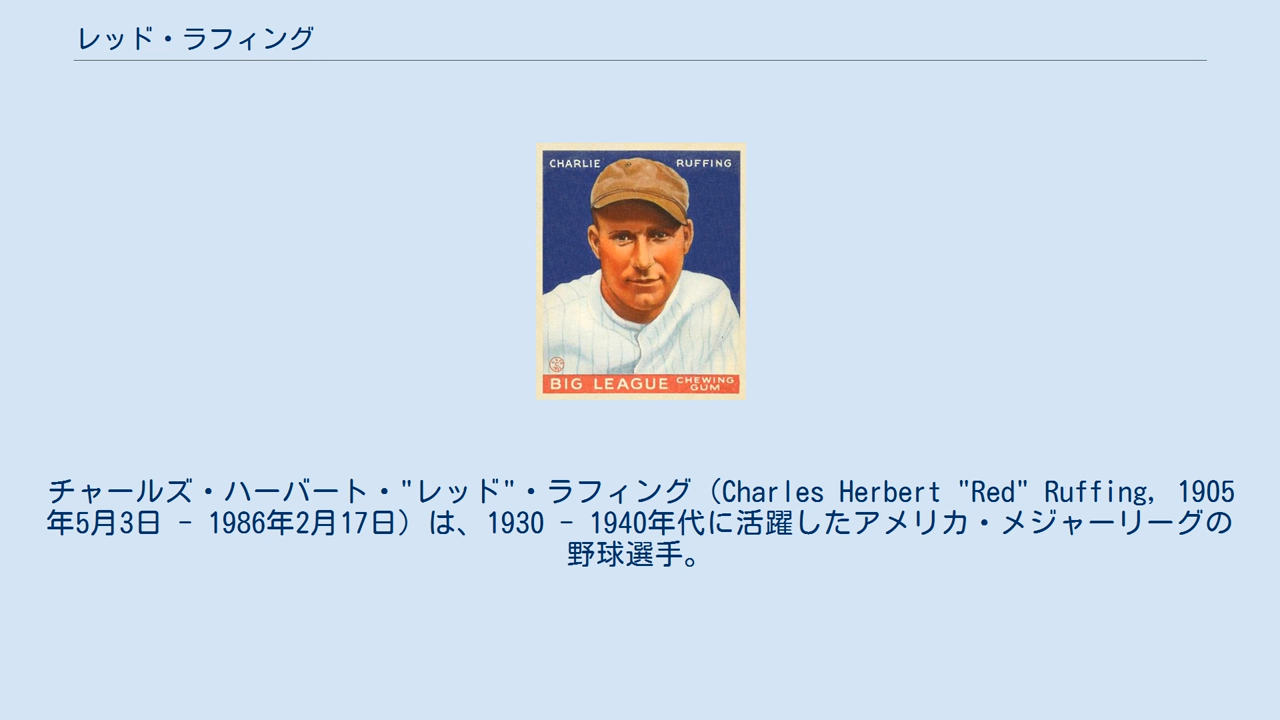 レッド・ラフィング
CHARLIE RUFFING
BIG LEAGUE CHEWING GUM
チャールズ・ハーバート・"レッド"・ラフィング（Charles Herbert "Red" Ruffing, 1905
年5月3日 - 1986年2月17日）は、1930 - 1940年代に活躍したアメリカ・メジャーリーグの
野球選手。